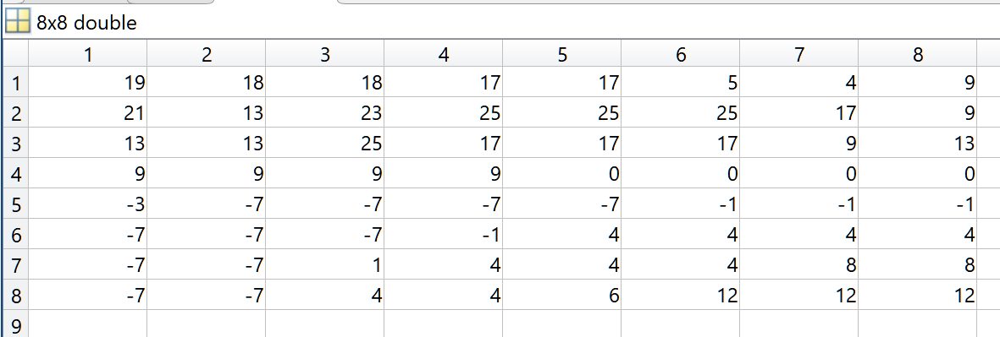 8x8 double
1 2 3 4 5 6 7 8
1 19 18 18 17 17 5 4 9
2 21 13 23 25 25 25 17 9
3 13 13 25 17 17 17 9 13
4 9 9 9 9 0 0 0 0
5 -3 -7 -7 -7 -7 -1 -1 -1
6 -7 -7 -7 -1 4 4 4 4
7 -7 -7 1 4 4 4 8 8
8 -7 -7 4 4 6 12 12 12
9